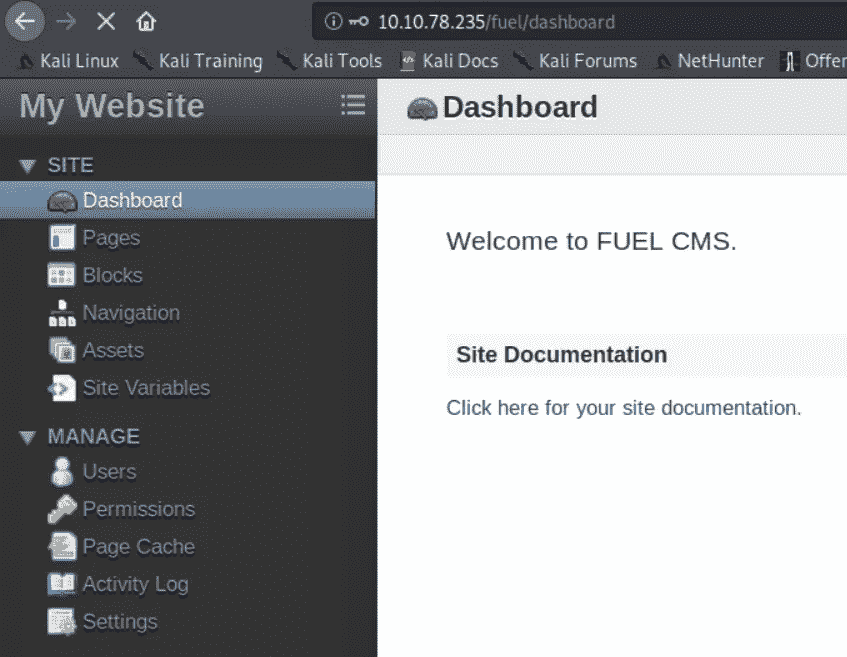 10.10.78.235/fuel/dashboard
Kali Linux Kali Training Kali Tools Kali Docs Kali Forums NetHunter Offen
My Website
Dashboard
SITE
Dashboard
Pages
Blocks
Navigation
Assets
Site Variables
MANAGE
Users
Permissions
Page Cache
Activity Log
Settings
Welcome to FUEL CMS.
Site Documentation
Click here for your site documentation.